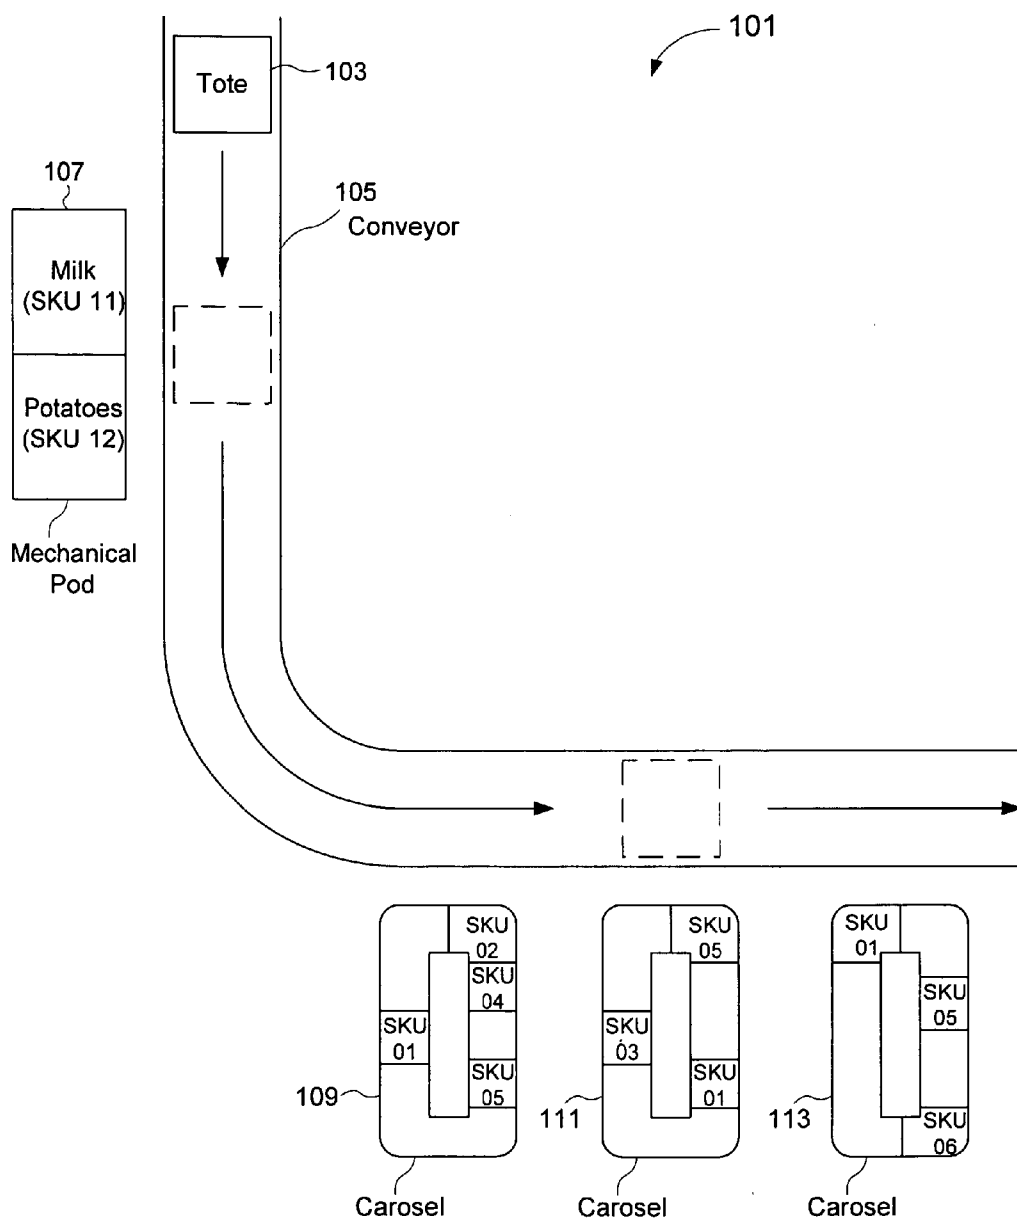 101
Tote
103
107
105
Conveyor
Milk
(SKU 11)
Potatoes
(SKU 12)
Mechanical
Pod
SKU
02
SKU
04
SKU
01
SKU
05
109
Carosel
SKU
05
SKU
03
SKU
01
111
Carosel
SKU
01
SKU
05
SKU
06
113
Carosel